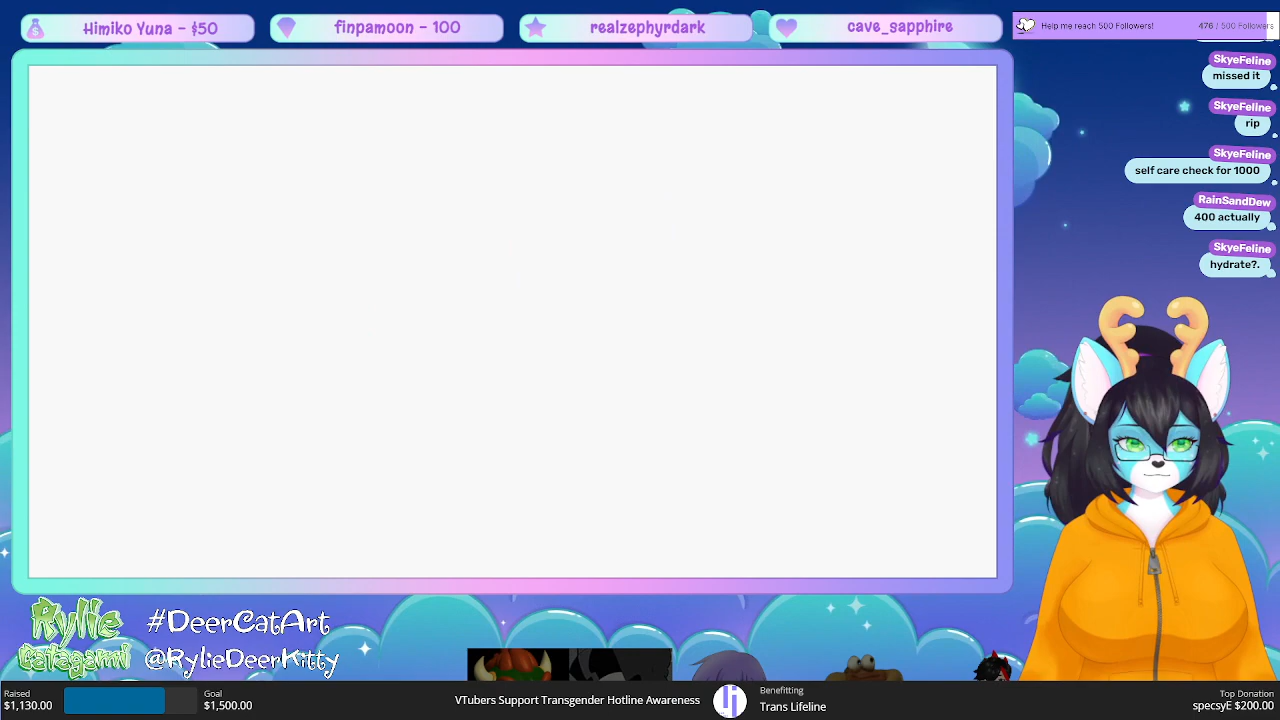 Himiko Yuna - $50
finpamoon - 100
realzephyrdark
cave_sapphire
Help me reach 500 Followers!
476 / 500 Followers
SkyeFeline
missed it
SkyeFeline
rip
SkyeFeline
self care check for 1000
RainSandDew
400 actually
SkyeFeline
hydrate?.
Rylie
Catagami
#DeerCatArt
@RylieDeerKitty
Raised
$1,130.00
Goal
$1,500.00
VTubers Support Transgender Hotline Awareness
Benefitting
Trans Lifeline
Top Donation
specsyE $200.00